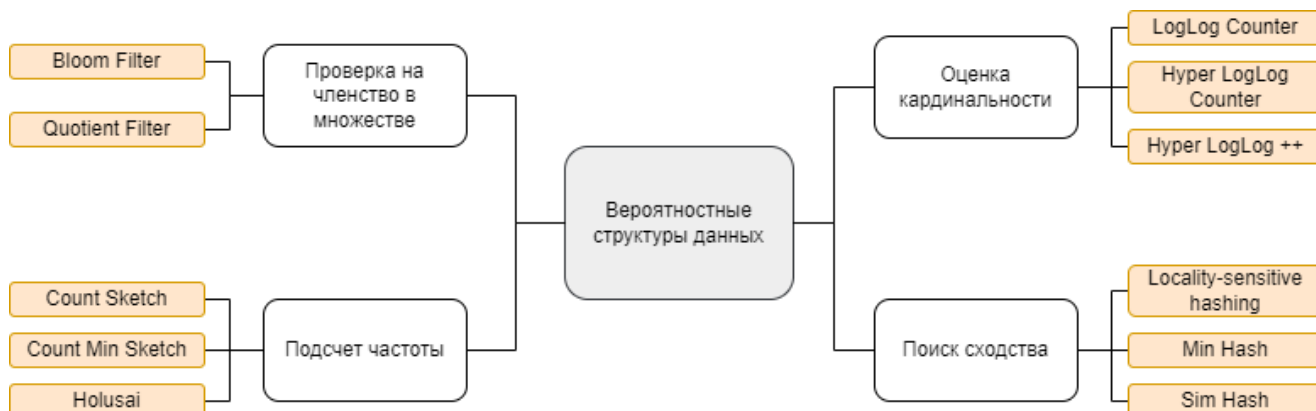 Bloom Filter
Quotient Filter
Проверка на
членство в
множестве
Count Sketch
Count Min Sketch
Holusai
Подсчет частоты
Вероятностные
структуры данных
Оценка
кардинальности
LogLog Counter
Hyper LogLog
Counter
Hyper LogLog ++
Поиск сходства
Locality-sensitive
hashing
Min Hash
Sim Hash